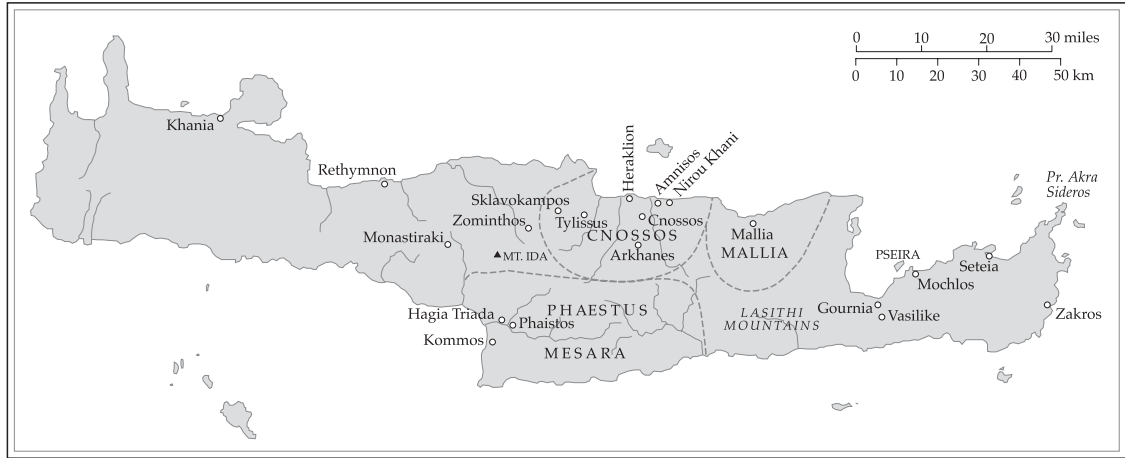 0 10 20 30 miles
0 10 20 30 40 50 km
Khania
Rethymnon
Heraklion
Amnisos
Nirou Khani
Pr. Akra
Sideros
Sklavokampos
Zominthos
Tylissus
Cnossos
CNOSSOS
Arkhanes
Mallia
MALLIA
Monastiraki
MT. IDA
PSEIRA
Seteia
Mochlos
Hagia Triada
Phaistos
PHAESTUS
Kommos
MESARA
LASITHI
MOUNTAINS
Gournia
Vasilike
Zakros